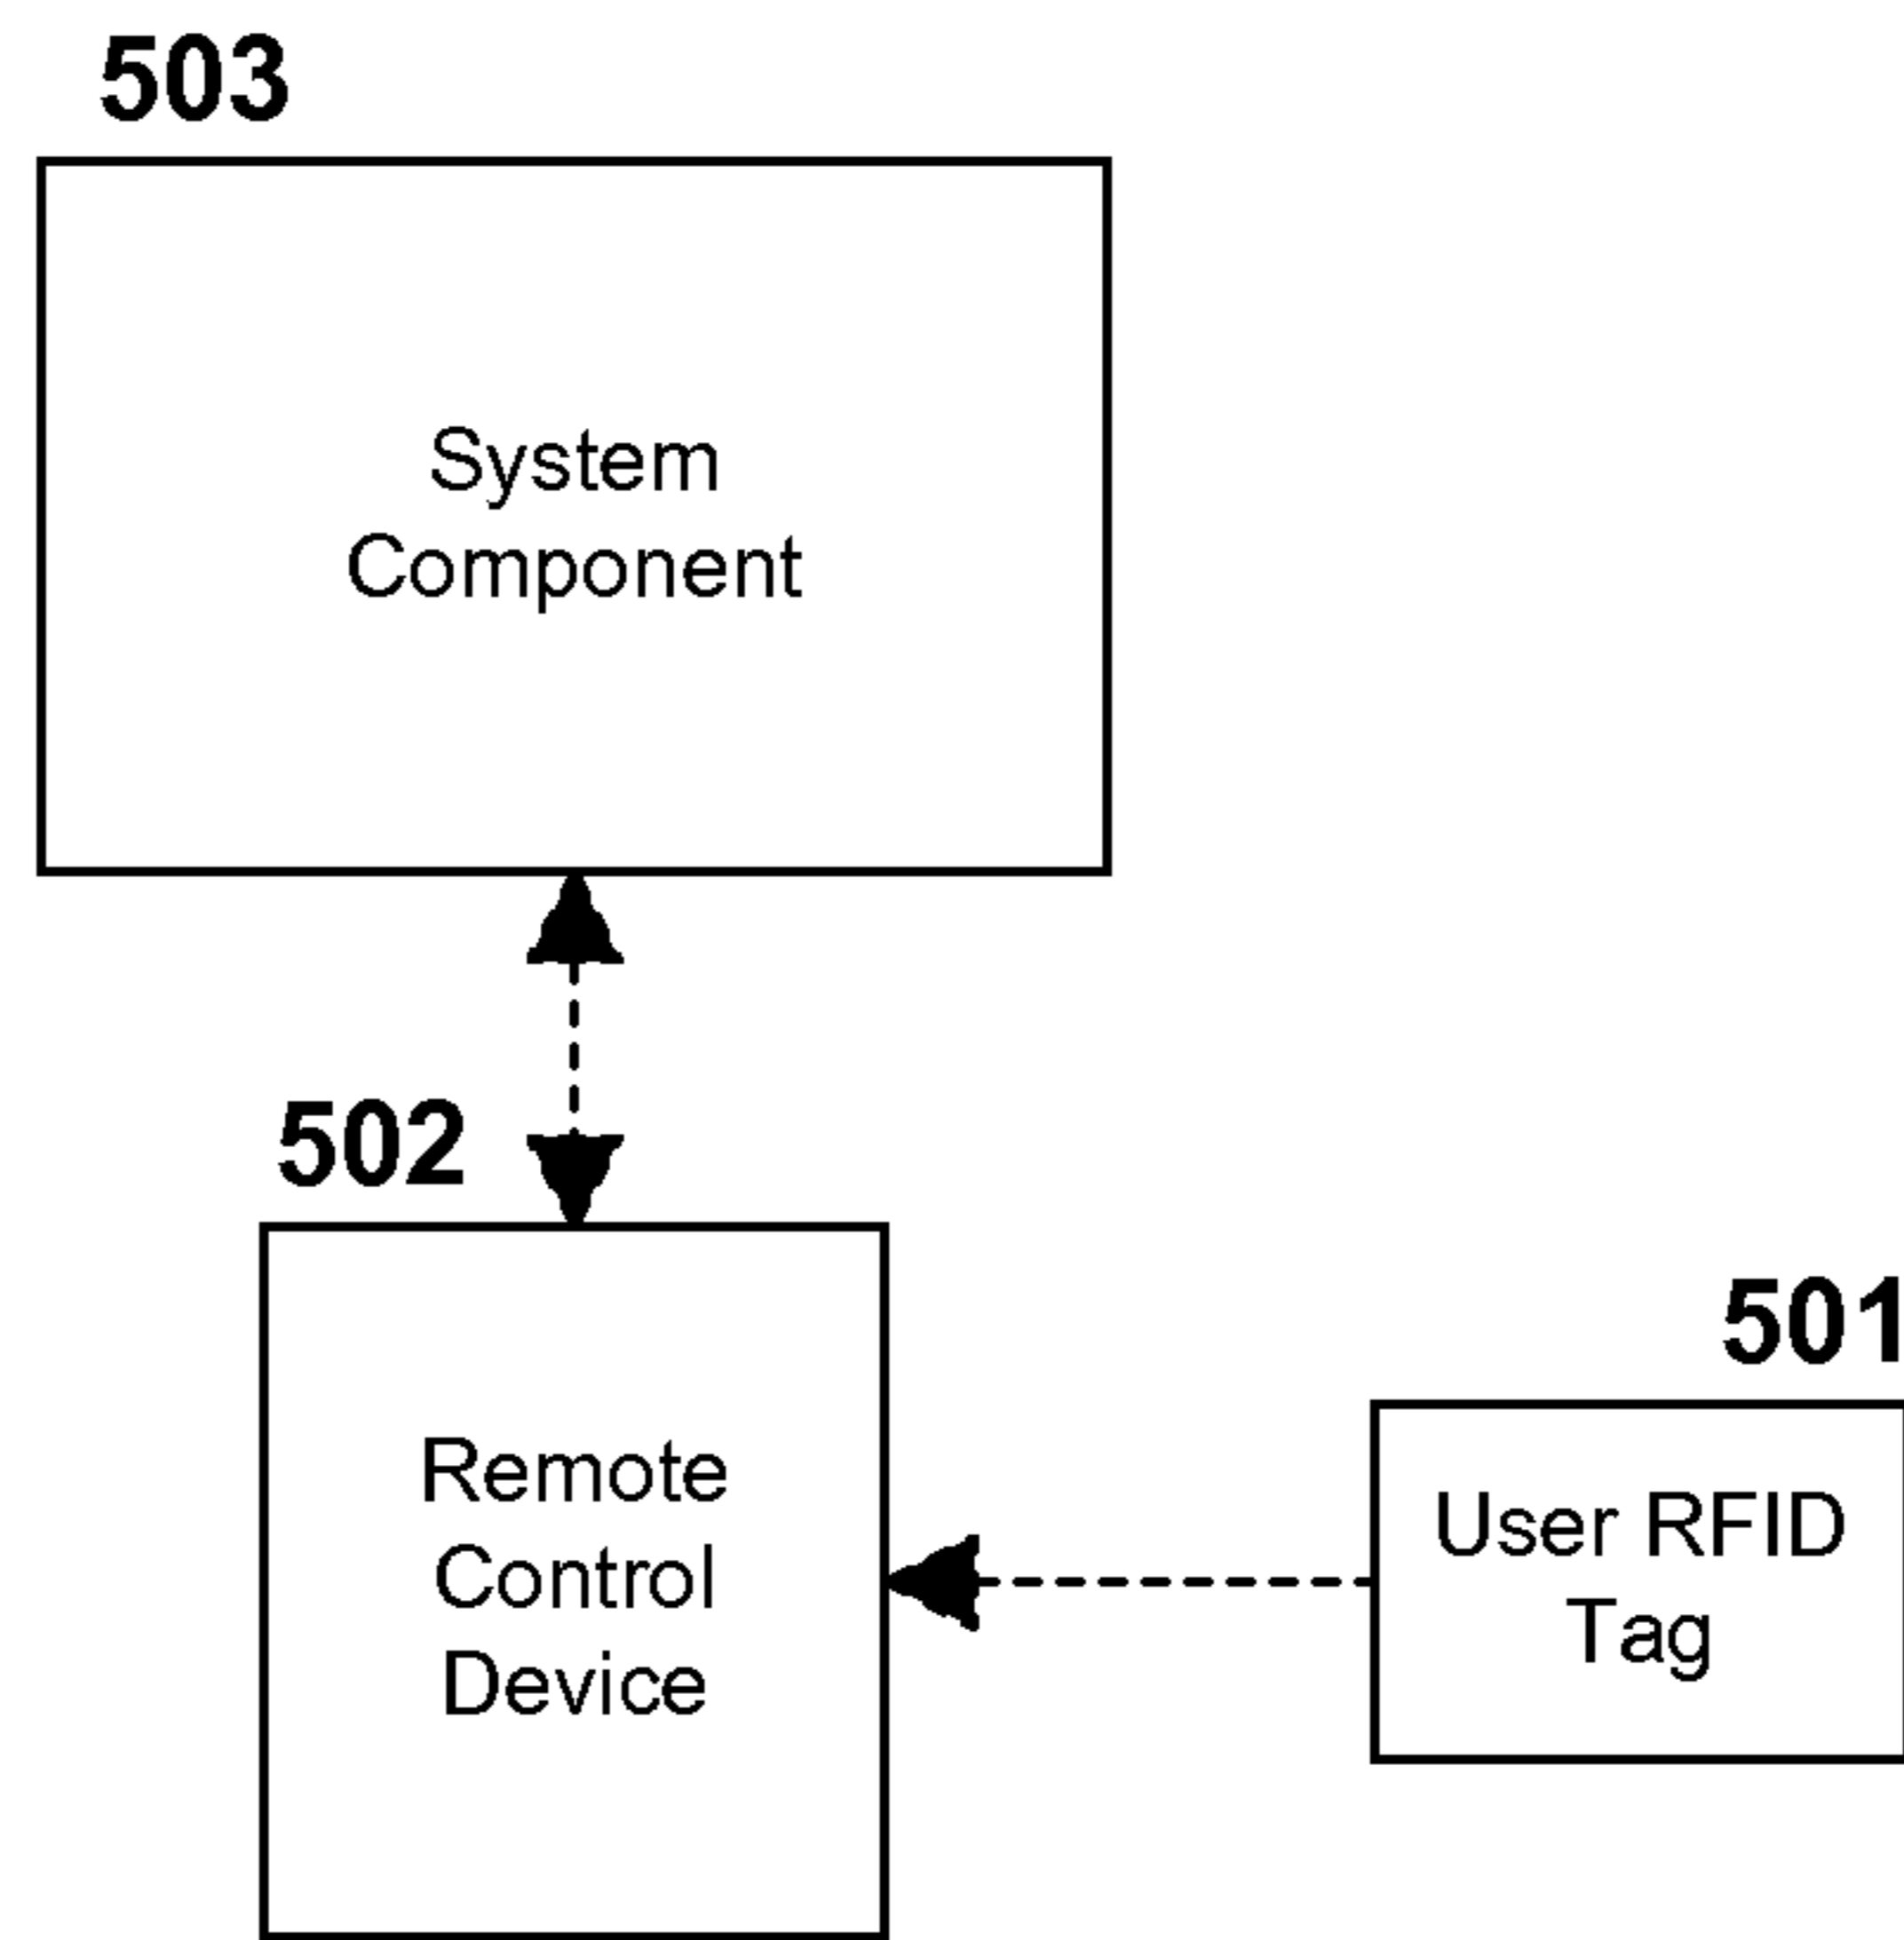 503
System
Component
502
Remote
Control
Device
501
User RFID
Tag